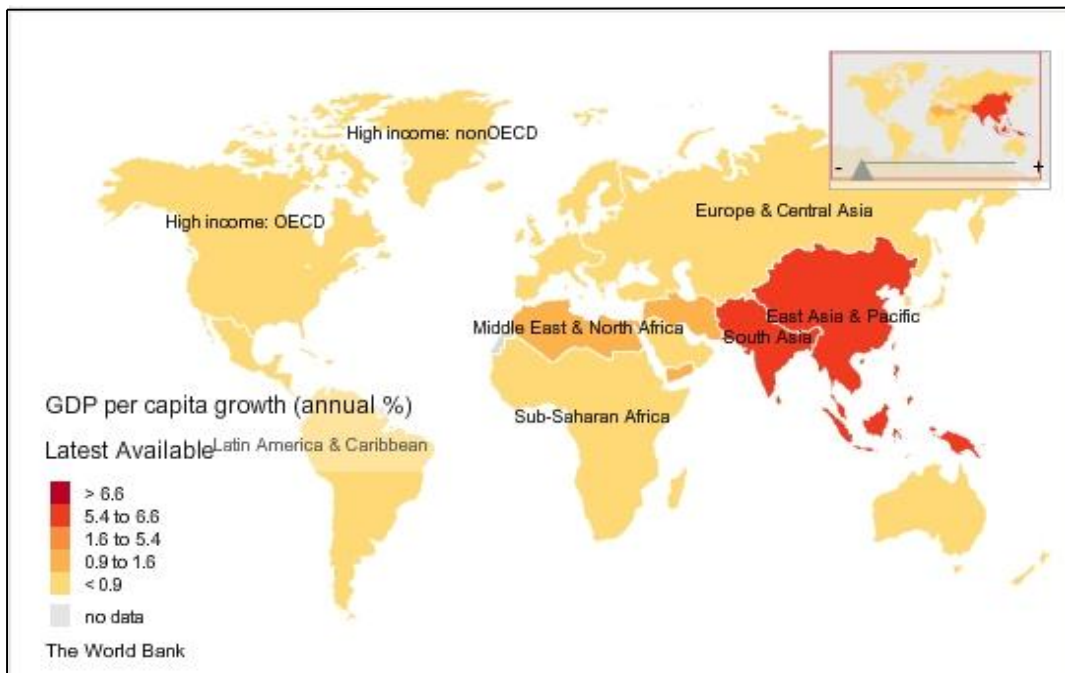 High income: nonOECD
High income: OECD
Europe & Central Asia
- +
Middle East & North Africa
East Asia & Pacific
South Asia
Sub-Saharan Africa
Latin America & Caribbean
GDP per capita growth (annual %)
Latest Available
> 6.6
5.4 to 6.6
1.6 to 5.4
0.9 to 1.6
< 0.9
no data
The World Bank